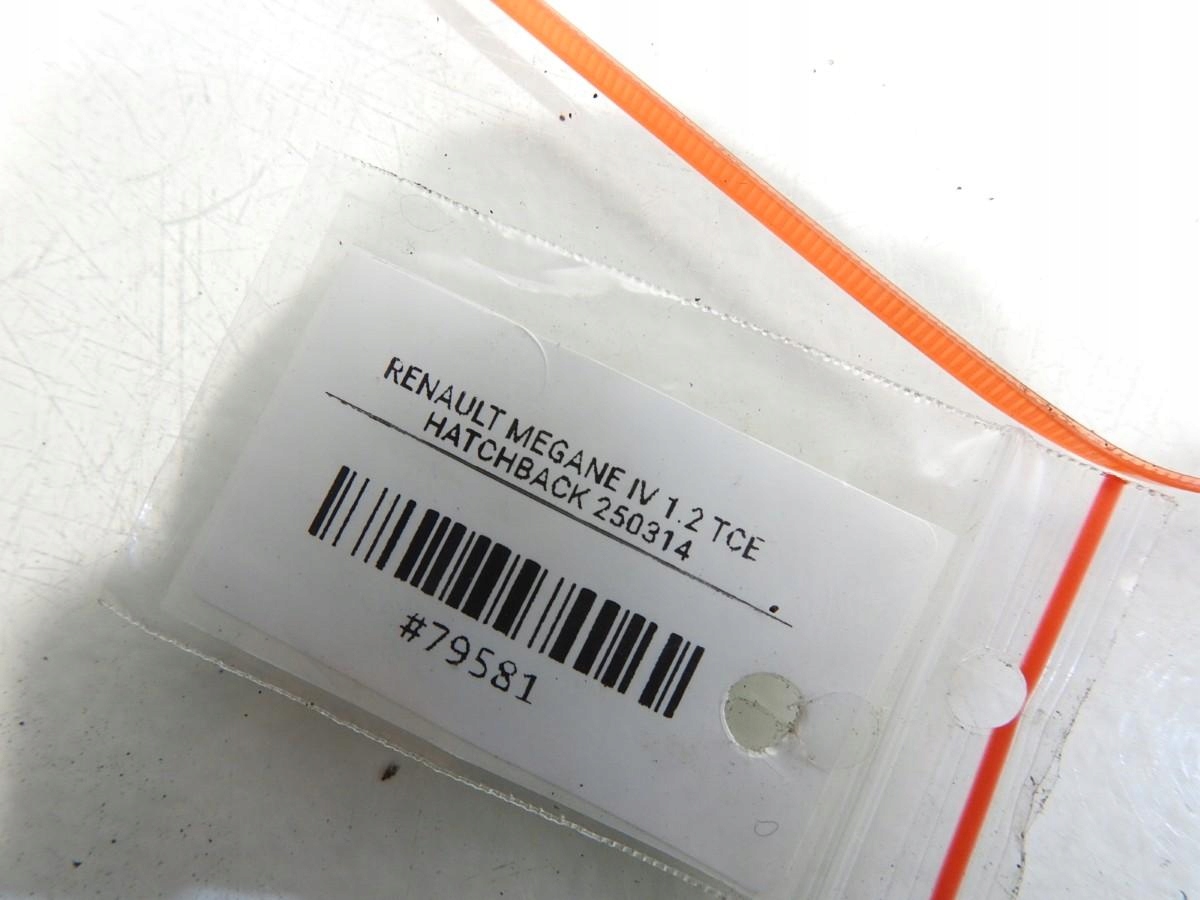 RENAULT MEGANE IV 1.2 TCE
HATCHBACK 250314
#79581